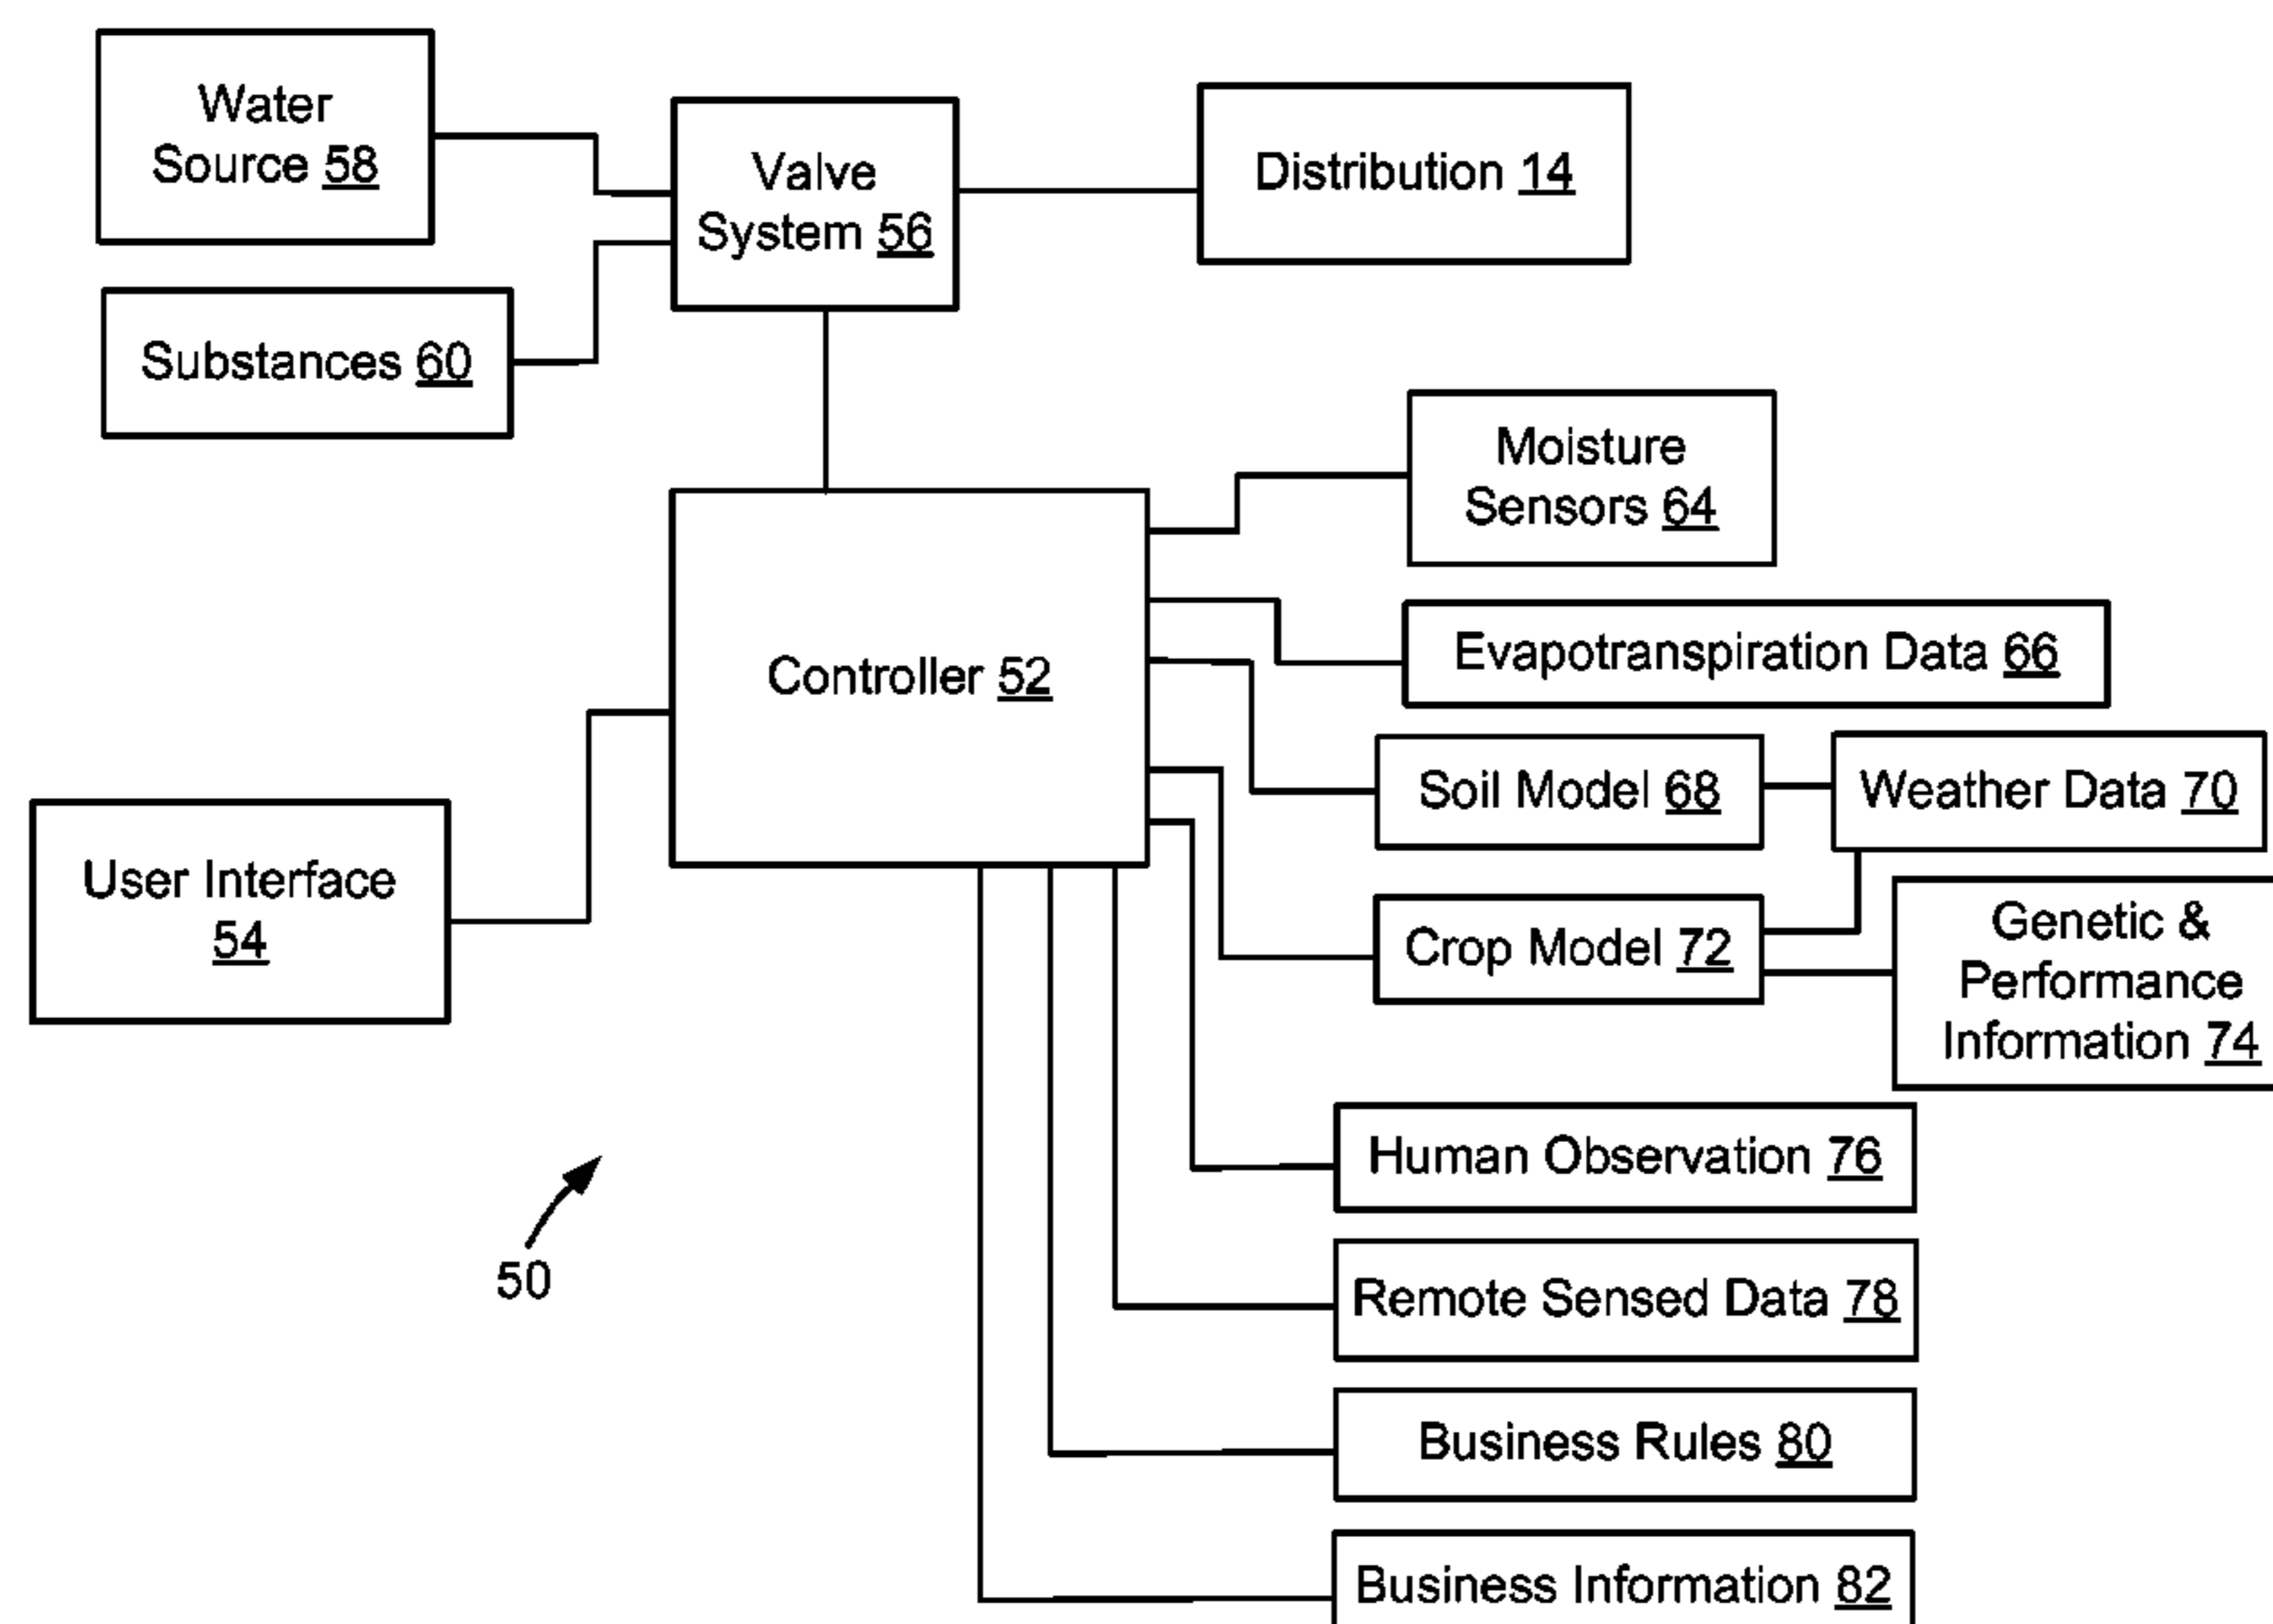 Water
Source 58
Valve
System 56
Distribution 14
Substances 60
Moisture
Sensors 64
Controller 52
Evapotranspiration Data 66
Soil Model 68
Weather Data 70
User Interface
54
Crop Model 72
Genetic &
Performance
Information 74
Human Observation 76
50
Remote Sensed Data 78
Business Rules 80
Business Information 82